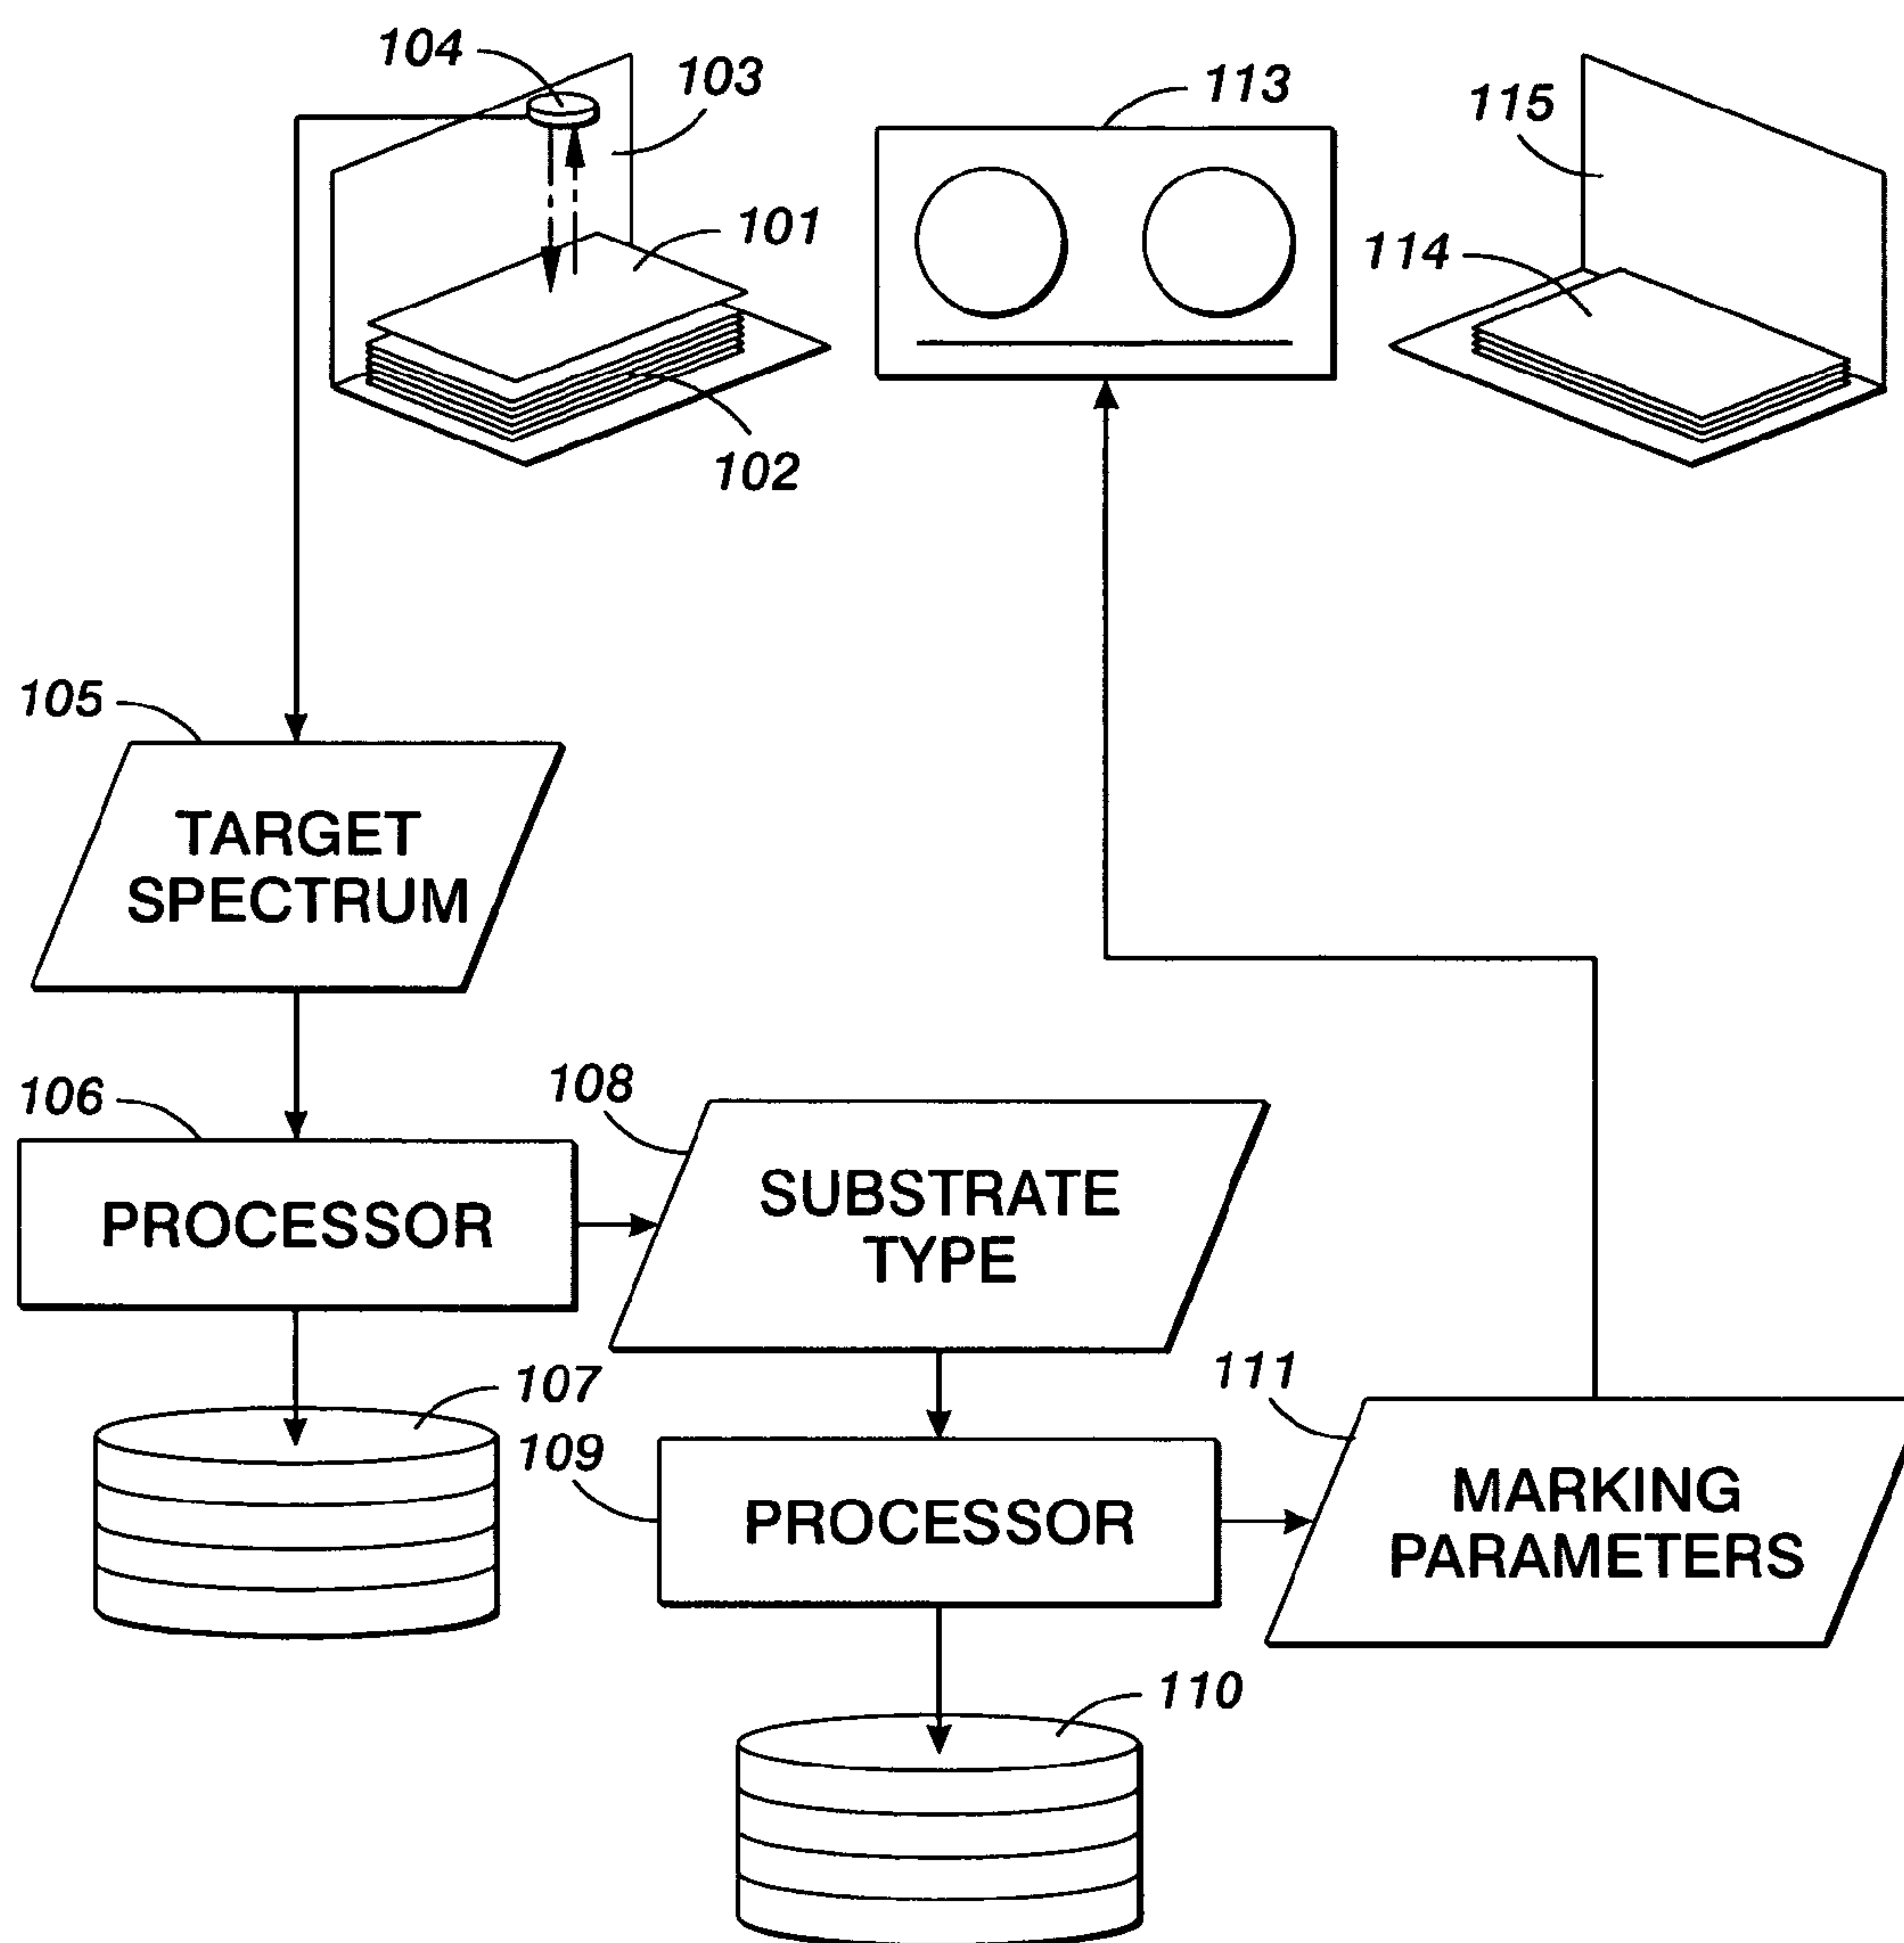 104
103
113
115
101
114
102
105
TARGET
SPECTRUM
106
108
PROCESSOR
SUBSTRATE
TYPE
107
111
109
PROCESSOR
MARKING
PARAMETERS
110